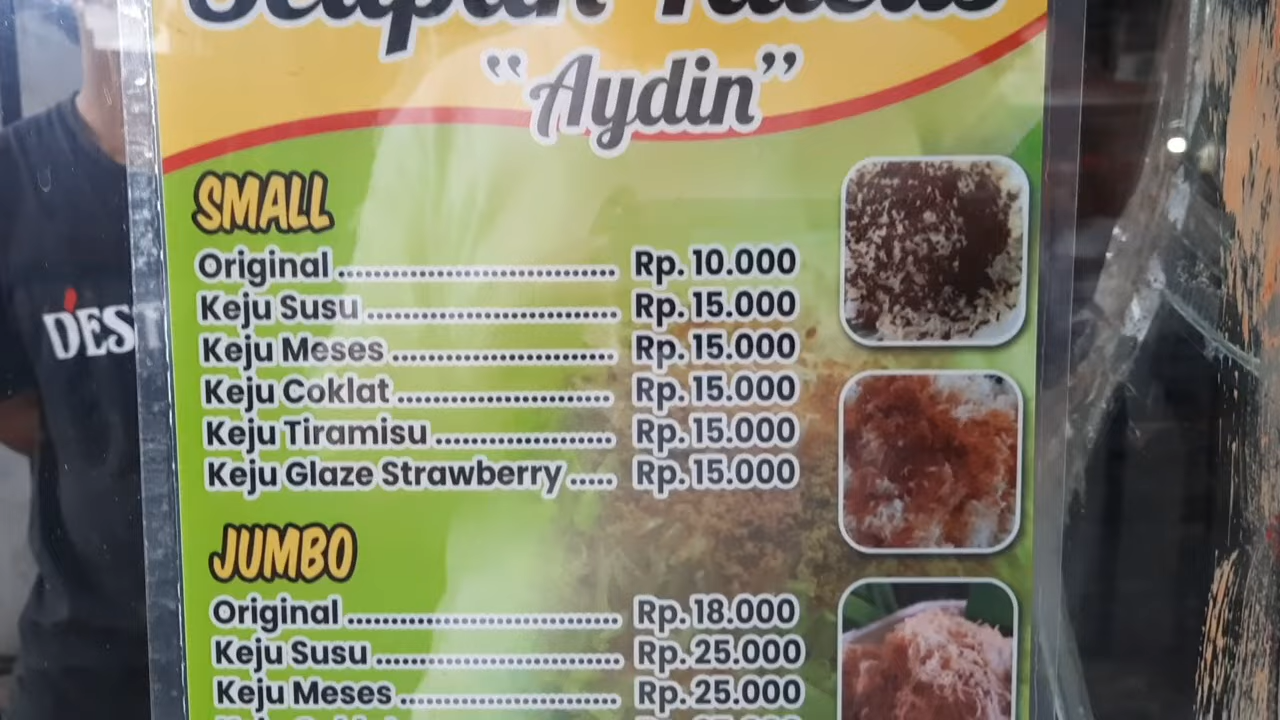 “Aydin”
SMALL
Original ........ Rp. 10.000
Keju Susu ........ Rp. 15.000
Keju Meses ........ Rp. 15.000
Keju Coklat ........ Rp. 15.000
Keju Tiramisu ........ Rp. 15.000
Keju Glaze Strawberry ...... Rp. 15.000
JUMBO
Original ........ Rp. 18.000
Keju Susu ........ Rp. 25.000
Keju Meses ........ Rp. 25.000
D'EST